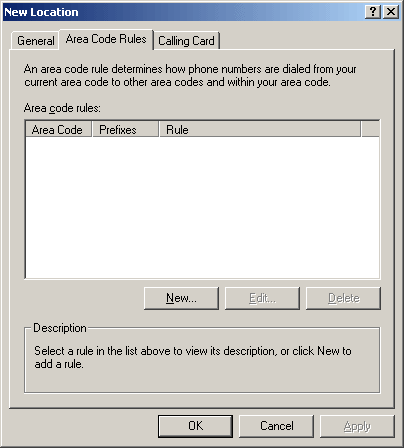 New Location
General Area Code Rules Calling Card
An area code rule determines how phone numbers are dialed from your
current area code to other area codes and within your area code.
Area code rules:
Area Code Prefixes Rule
New... Edit... Delete
Description
Select a rule in the list above to view its description, or click New to
add a rule.
OK Cancel Apply